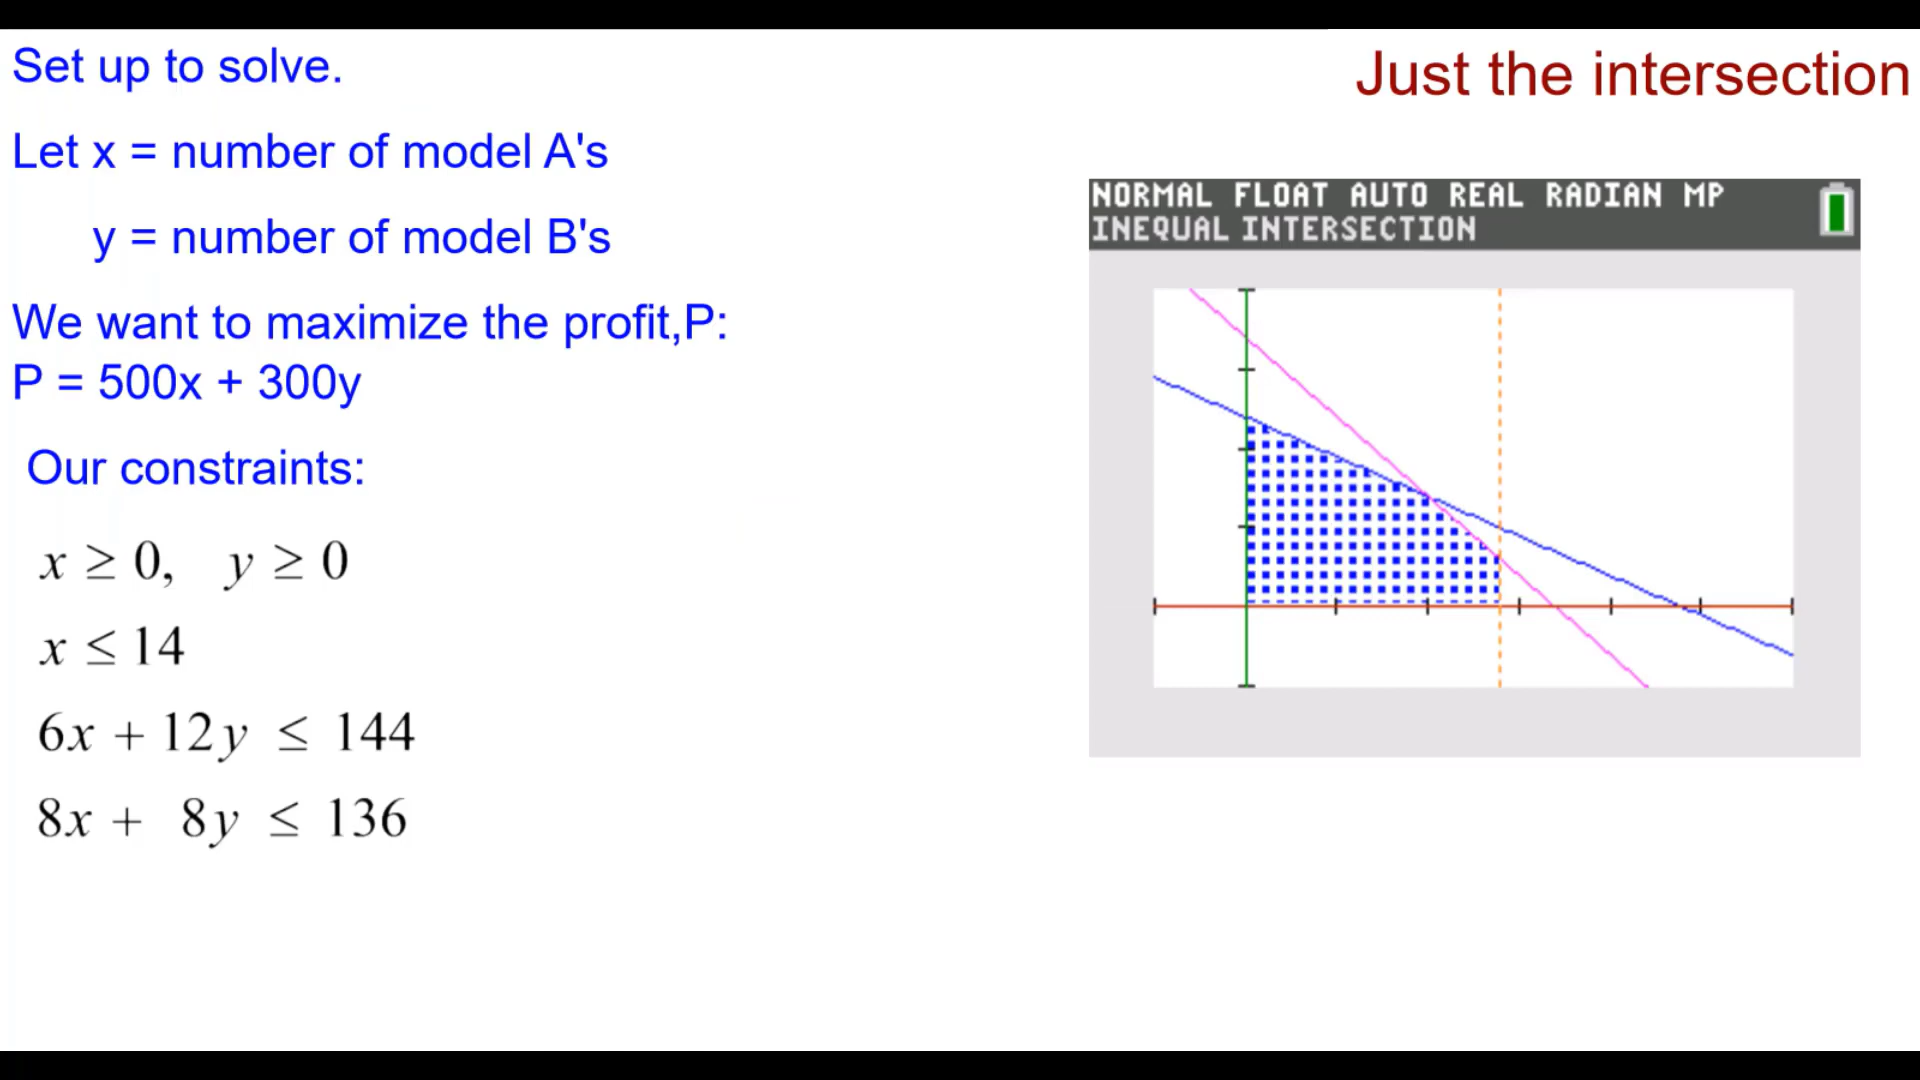 Set up to solve.
Just the intersection
Let x = number of model A's
y = number of model B's
We want to maximize the profit,P:
P = 500x + 300y
Our constraints:
x ≥ 0, y ≥ 0
x ≤ 14
6x + 12y ≤ 144
8x + 8y ≤ 136
NORMAL FLOAT AUTO REAL RADIAN MP
INEQUAL INTERSECTION